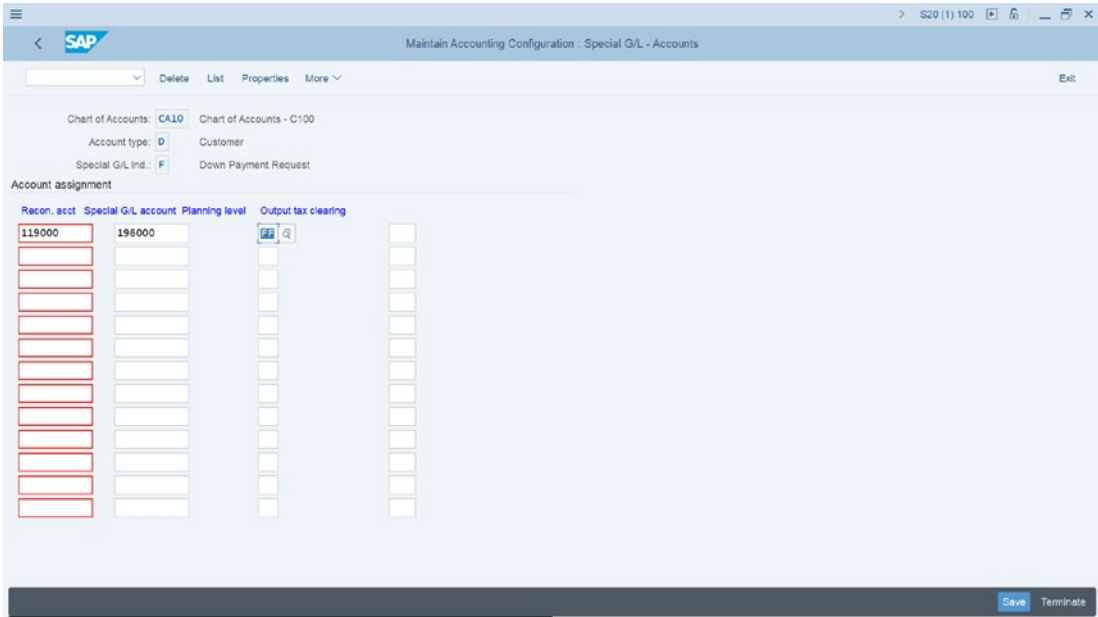 S20 (1) 100
SAP
Maintain Accounting Configuration : Special G/L - Accounts
Delete List Properties More Exit
Chart of Accounts: CA10 Chart of Accounts - C100
Account type: D Customer
Special G/L Ind.: F Down Payment Request
Account assignment
Recon. acct Special G/L account Planning level Output tax clearing
119000 196000 FF
Save Terminate